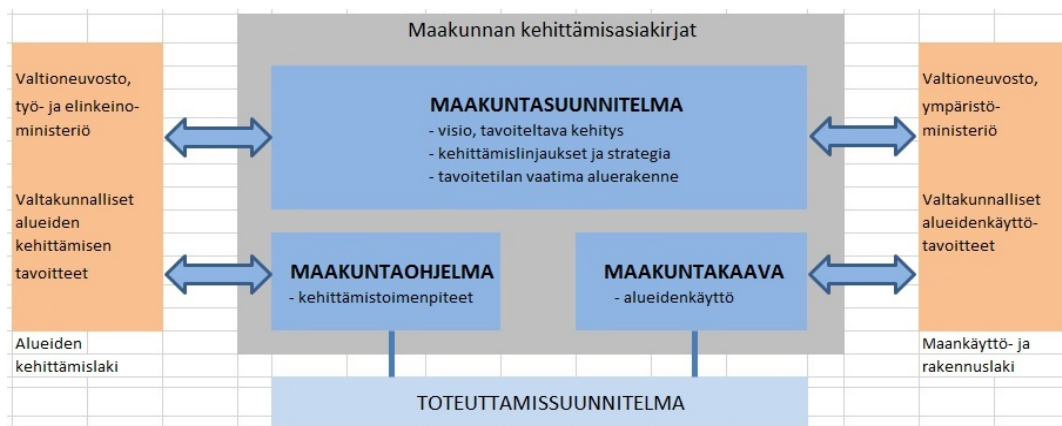 Maakunnan kehittämisasiakirjat
Valtioneuvosto,
työ- ja elinkeino-
ministeriö
Valtakunnalliset
alueiden
kehittämisen
tavoitteet
Alueiden
kehittämislaki
MAAKUNTASUUNNITELMA
- visio, tavoiteltava kehitys
- kehittämislinjaukset ja strategia
- tavoitetilan vaatima aluerakenne
MAAKUNTAOHJELMA
- kehittämistoimenpiteet
MAAKUNTAKAAVA
- alueidenkäyttö
Valtioneuvosto,
ympäristö-
ministeriö
Valtakunnalliset
alueidenkäyttö-
tavoitteet
Maankäyttö- ja
rakennuslaki
TOTEUTTAMISSUUNNITELMA